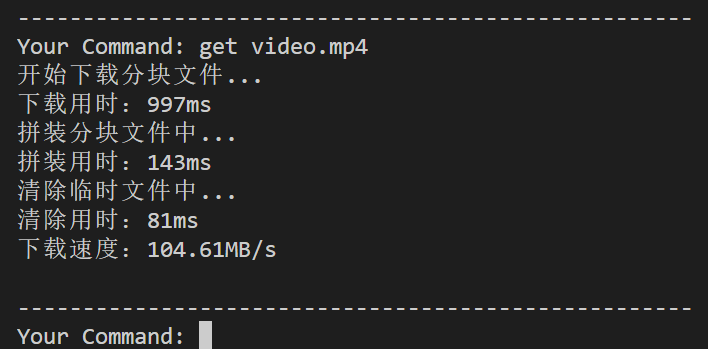 ----------------------------------------------------
Your Command: get video.mp4
开始下载分块文件...
下载用时：997ms
拼装分块文件中...
拼装用时：143ms
清除临时文件中...
清除用时：81ms
下载速度：104.61MB/s
----------------------------------------------------
Your Command: